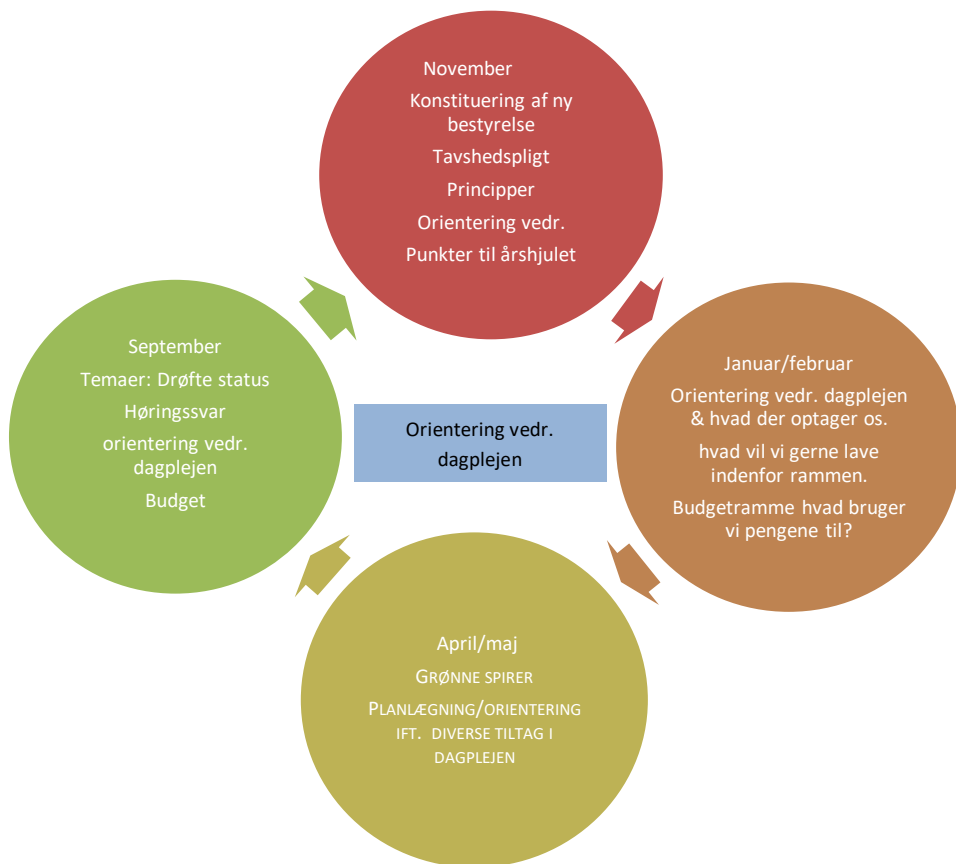 November
Konstituering af ny
bestyrelse
Tavshedspligt
Principper
Orientering vedr.
Punkter til årshjulet
Januar/februar
Orientering vedr. dagplejen
& hvad der optager os.
hvad vil vi gerne lave
indenfor rammen.
Budgetramme hvad bruger
vi pengene til?
April/maj
GRØNNE SPIRER
PLANLÆGNING/ORIENTERING
IFT. DIVERSE TILTAG I
DAGPLEJEN
September
Temaer: Drøfte status
Høringssvar
orientering vedr.
dagplejen
Budget
Orientering vedr.
dagplejen